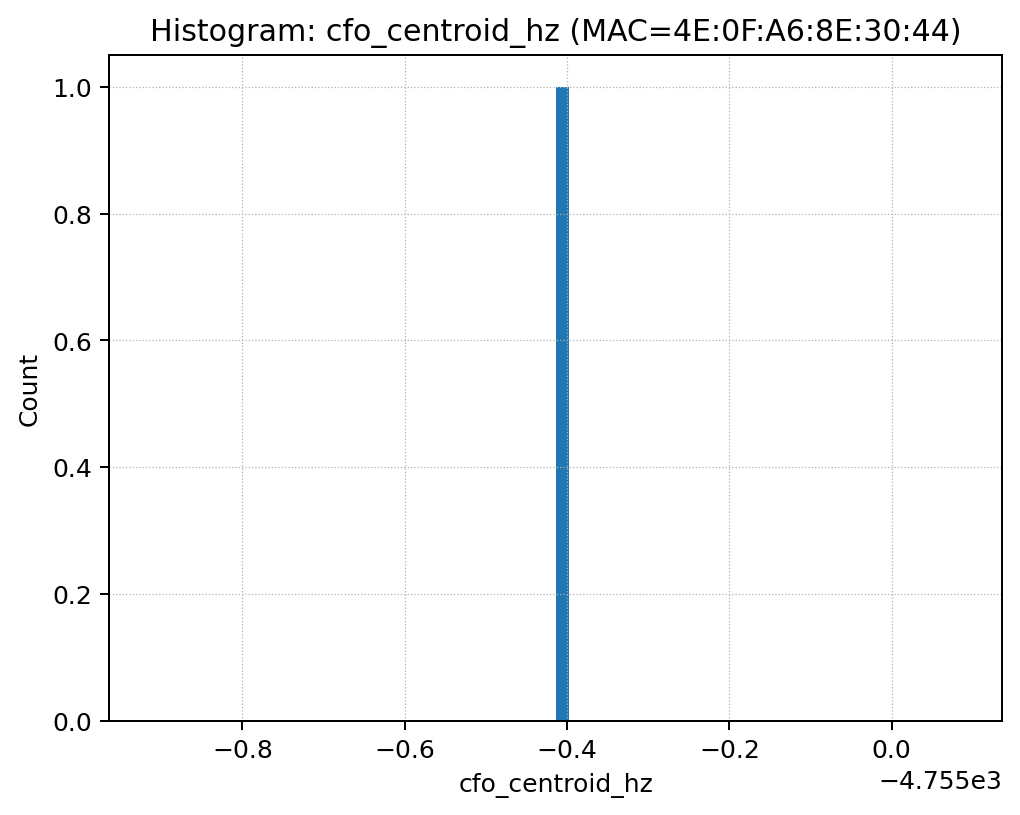 Histogram: cfo_centroid_hz (MAC=4E:0F:A6:8E:30:44)
1.0
0.8
0.6
0.4
0.2
0.0
Count
−0.8 −0.6 −0.4 −0.2 0.0
cfo_centroid_hz
−4.755e3